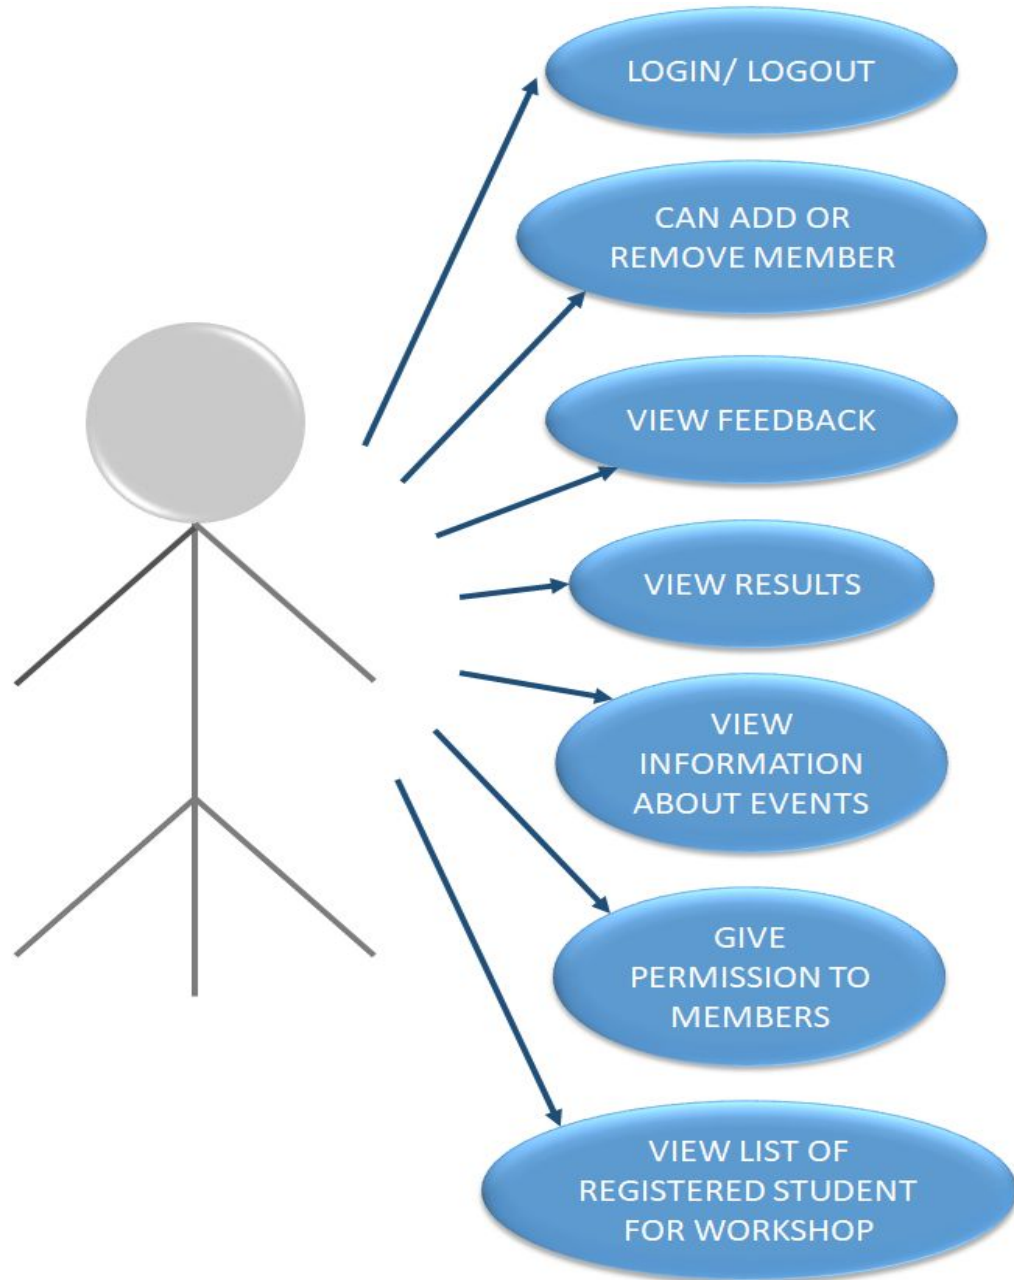 LOGIN/ LOGOUT
CAN ADD OR
REMOVE MEMBER
VIEW FEEDBACK
VIEW RESULTS
VIEW
INFORMATION
ABOUT EVENTS
GIVE
PERMISSION TO
MEMBERS
VIEW LIST OF
REGISTERED STUDENT
FOR WORKSHOP